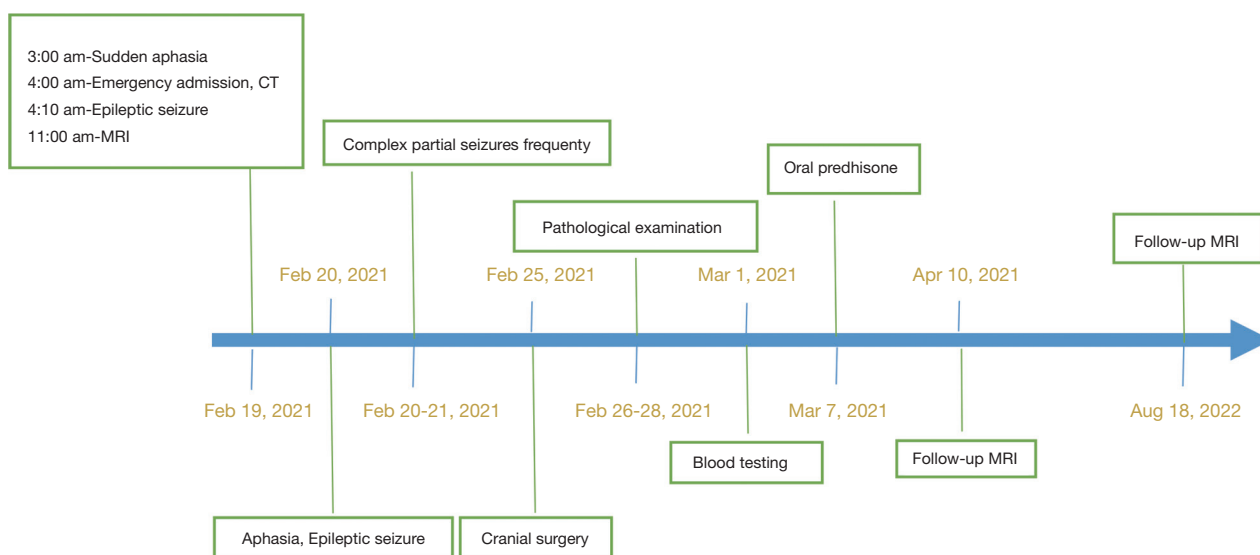 3:00 am-Sudden aphasia
4:00 am-Emergency admission, CT
4:10 am-Epileptic seizure
11:00 am-MRI
Complex partial seizures frequenty
Oral predhisone
Pathological examination
Follow-up MRI
Feb 20, 2021
Feb 25, 2021
Mar 1, 2021
Apr 10, 2021
Feb 19, 2021
Feb 20-21, 2021
Feb 26-28, 2021
Mar 7, 2021
Aug 18, 2022
Blood testing
Follow-up MRI
Aphasia, Epileptic seizure
Cranial surgery